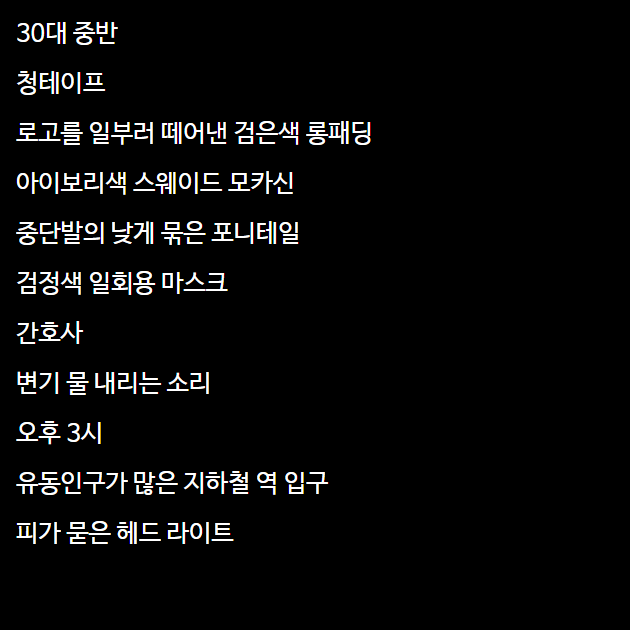 30대 중반
청테이프
로고를 일부러 떼어낸 검은색 롱패딩
아이보리색 스웨이드 모카신
중단발의 낮게 묶은 포니테일
검정색 일회용 마스크
간호사
변기 물 내리는 소리
오후 3시
유동인구가 많은 지하철 역 입구
피가 묻은 헤드 라이트